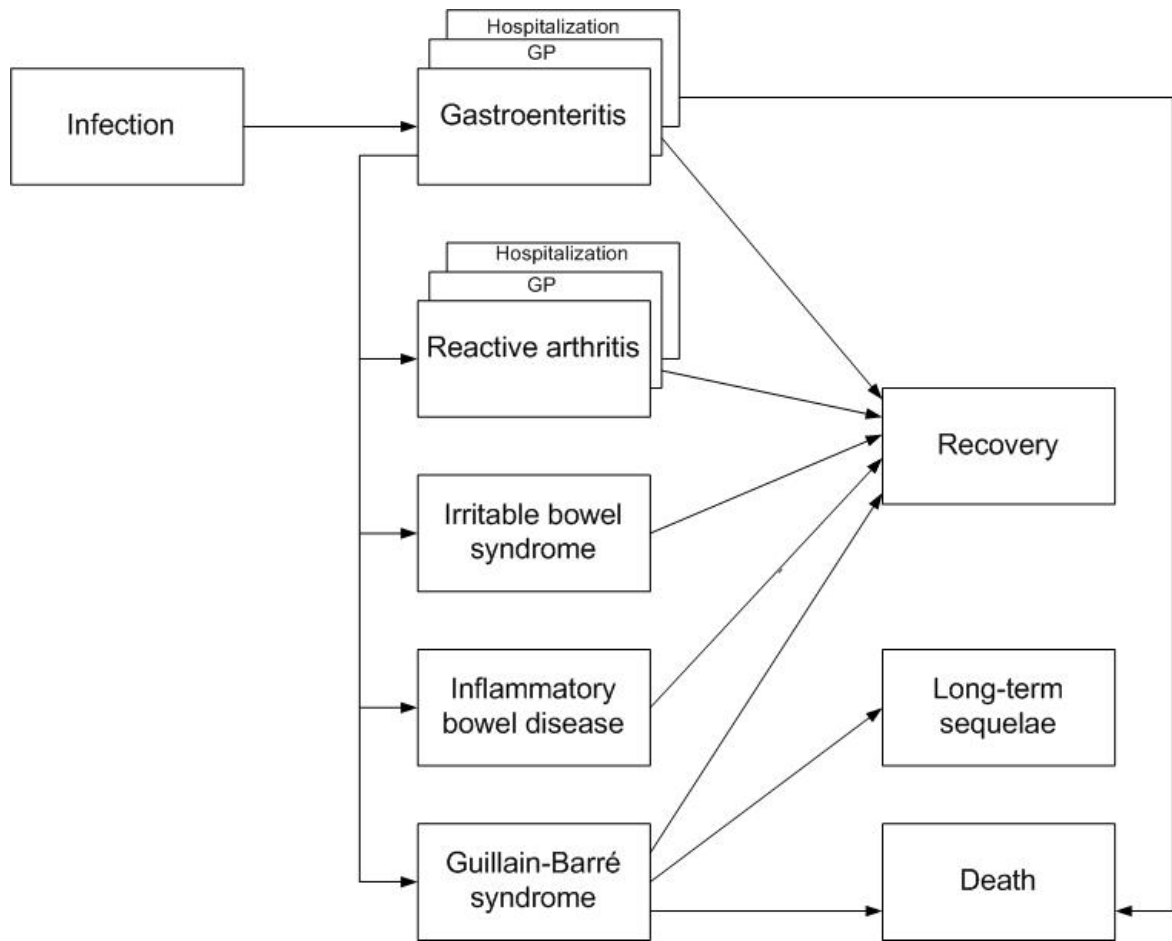 Hospitalization
GP
Gastroenteritis
Infection
Hospitalization
GP
Reactive arthritis
Recovery
Irritable bowel
syndrome
Inflammatory
bowel disease
Long-term
sequelae
Guillain-Barré
syndrome
Death